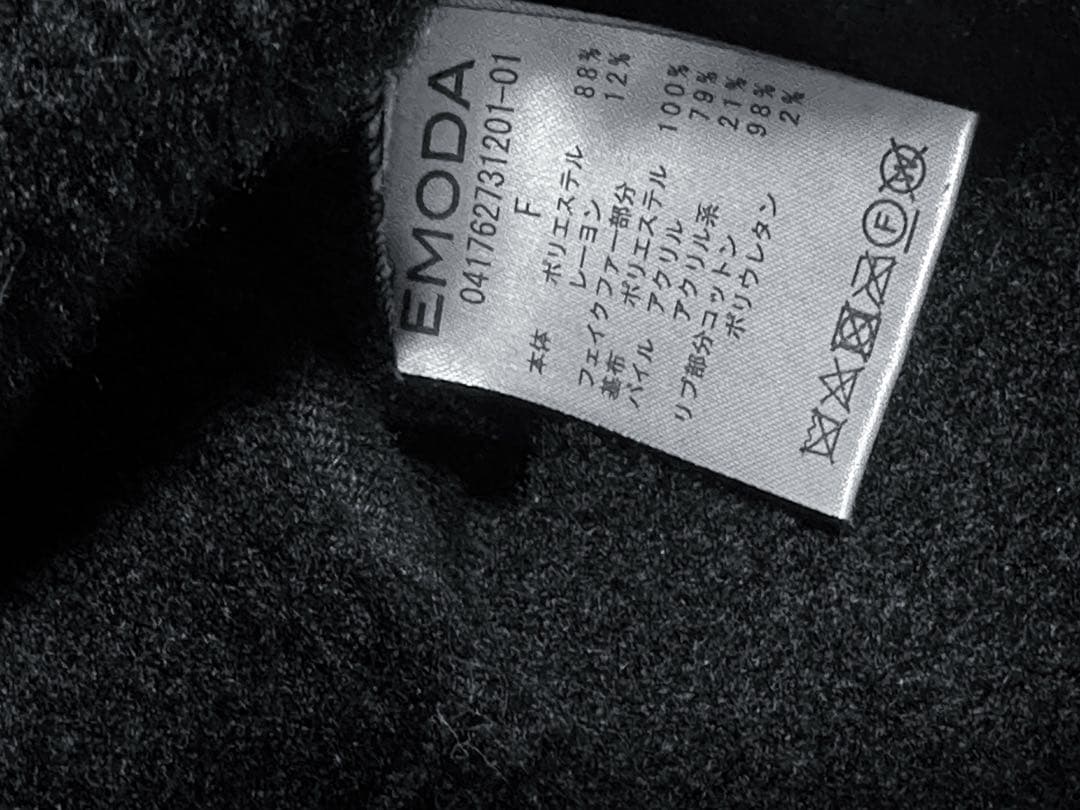 EMODA
041762731201-01
F
本体 ポリエステル 88%
レーヨン 12%
フェイクファー部分
基布 ポリエステル 100%
パイル アクリル 79%
アクリル系 21%
リブ部分コットン 98%
ポリウレタン 2%
F W